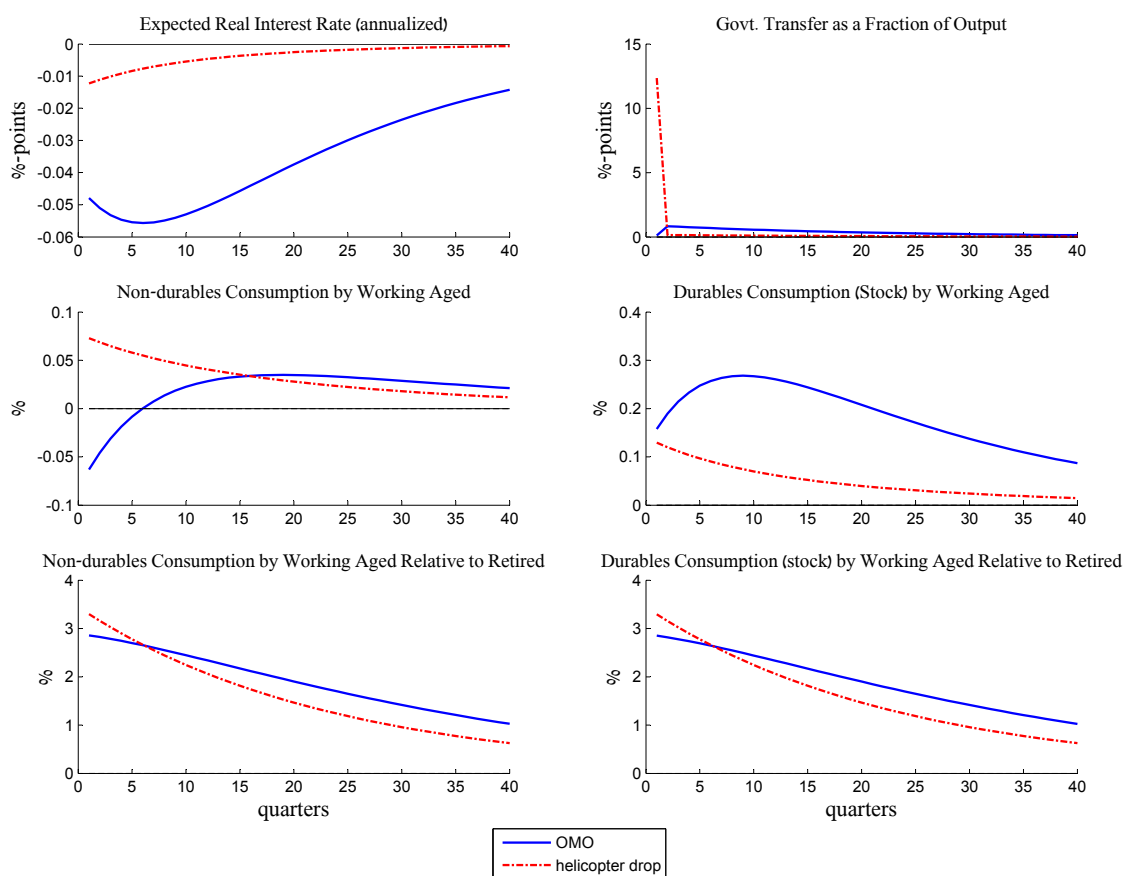 Expected Real Interest Rate (annualized)
%-points
0
-0.01
-0.02
-0.03
-0.04
-0.05
-0.06
0 5 10 15 20 25 30 35 40
Govt. Transfer as a Fraction of Output
%-points
15
10
5
0
0 5 10 15 20 25 30 35 40
Non-durables Consumption by Working Aged
%
0.1
0.05
0
-0.05
-0.1
0 5 10 15 20 25 30 35 40
Durables Consumption (Stock) by Working Aged
%
0.4
0.3
0.2
0.1
0
0 5 10 15 20 25 30 35 40
Non-durables Consumption by Working Aged Relative to Retired
%
4
3
2
1
0
0 5 10 15 20 25 30 35 40
quarters
Durables Consumption (stock) by Working Aged Relative to Retired
%
4
3
2
1
0
0 5 10 15 20 25 30 35 40
quarters
OMO
helicopter drop